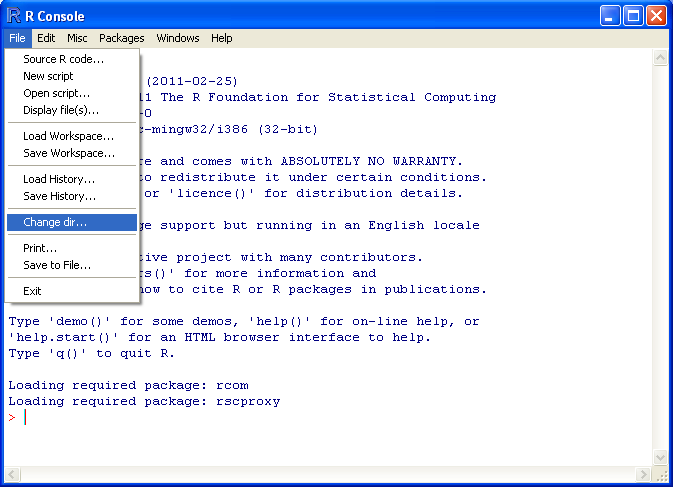 R Console
File Edit Misc Packages Windows Help
Source R code...
New script
Open script...
Display file(s)...
Load Workspace...
Save Workspace...
Load History...
Save History...
Change dir...
Print...
Save to File...
Exit
(2011-02-25)
11 The R Foundation for Statistical Computing
-0
c-mingw32/i386 (32-bit)
re and comes with ABSOLUTELY NO WARRANTY.
to redistribute it under certain conditions.
or 'licence()' for distribution details.
ge support but running in an English locale
tive project with many contributors.
rs()' for more information and
how to cite R or R packages in publications.
Type 'demo()' for some demos, 'help()' for on-line help, or
'help.start()' for an HTML browser interface to help.
Type 'q()' to quit R.
Loading required package: rcom
Loading required package: rscproxy
>